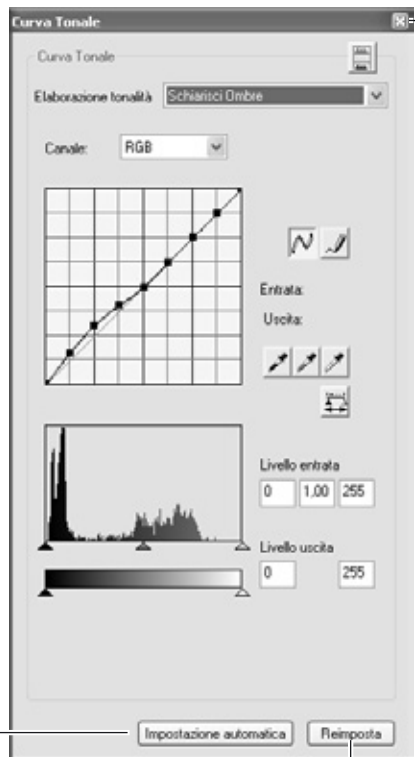 Curva Tonale
Curva Tonale
Elaborazione tonalità Schiarisci Ombre
Canale: RGB
Entrata:
Uscita:
Livello entrata
0 1,00 255
Livello uscita
0 255
Impostazione automatica Reimposta